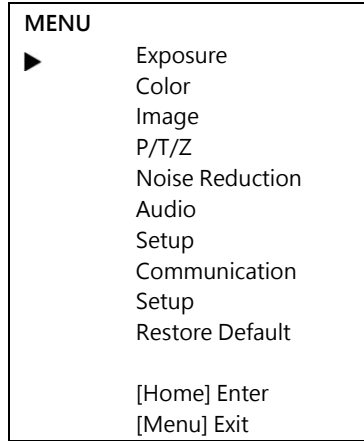 MENU
Exposure
Color
Image
P/T/Z
Noise Reduction
Audio
Setup
Communication
Setup
Restore Default
[Home] Enter
[Menu] Exit